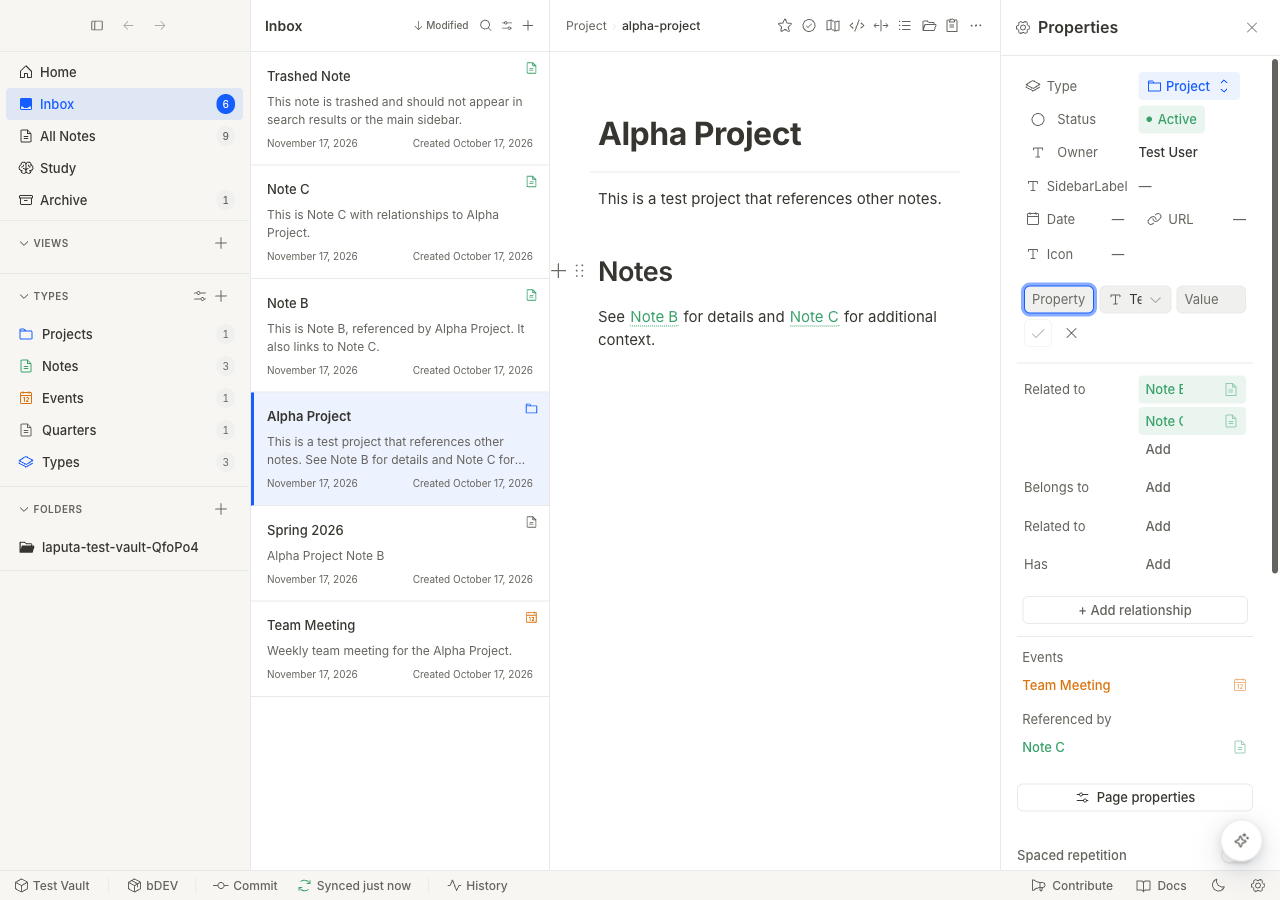 Home
Inbox 6
All Notes 9
Study
Archive 1
VIEWS
TYPES
Projects 1
Notes 3
Events 1
Quarters 1
Types 3
FOLDERS
laputa-test-vault-QfoPo4
Inbox
Modified
Trashed Note
This note is trashed and should not appear in
search results or the main sidebar.
November 17, 2026 Created October 17, 2026
Note C
This is Note C with relationships to Alpha
Project.
November 17, 2026 Created October 17, 2026
Note B
This is Note B, referenced by Alpha Project. It
also links to Note C.
November 17, 2026 Created October 17, 2026
Alpha Project
This is a test project that references other
notes. See Note B for details and Note C for…
November 17, 2026 Created October 17, 2026
Spring 2026
Alpha Project Note B
November 17, 2026 Created October 17, 2026
Team Meeting
Weekly team meeting for the Alpha Project.
November 17, 2026 Created October 17, 2026
Project alpha-project
Alpha Project
This is a test project that references other notes.
Notes
See Note B for details and Note C for additional
context.
Properties
Type Project
Status Active
Owner Test User
SidebarLabel —
Date — URL —
Icon —
Property Te Value
Related to Note B
Note C
Add
Belongs to Add
Related to Add
Has Add
+ Add relationship
Events
Team Meeting
Referenced by
Note C
Page properties
Spaced repetition
Test Vault bDEV Commit Synced just now History Contribute Docs